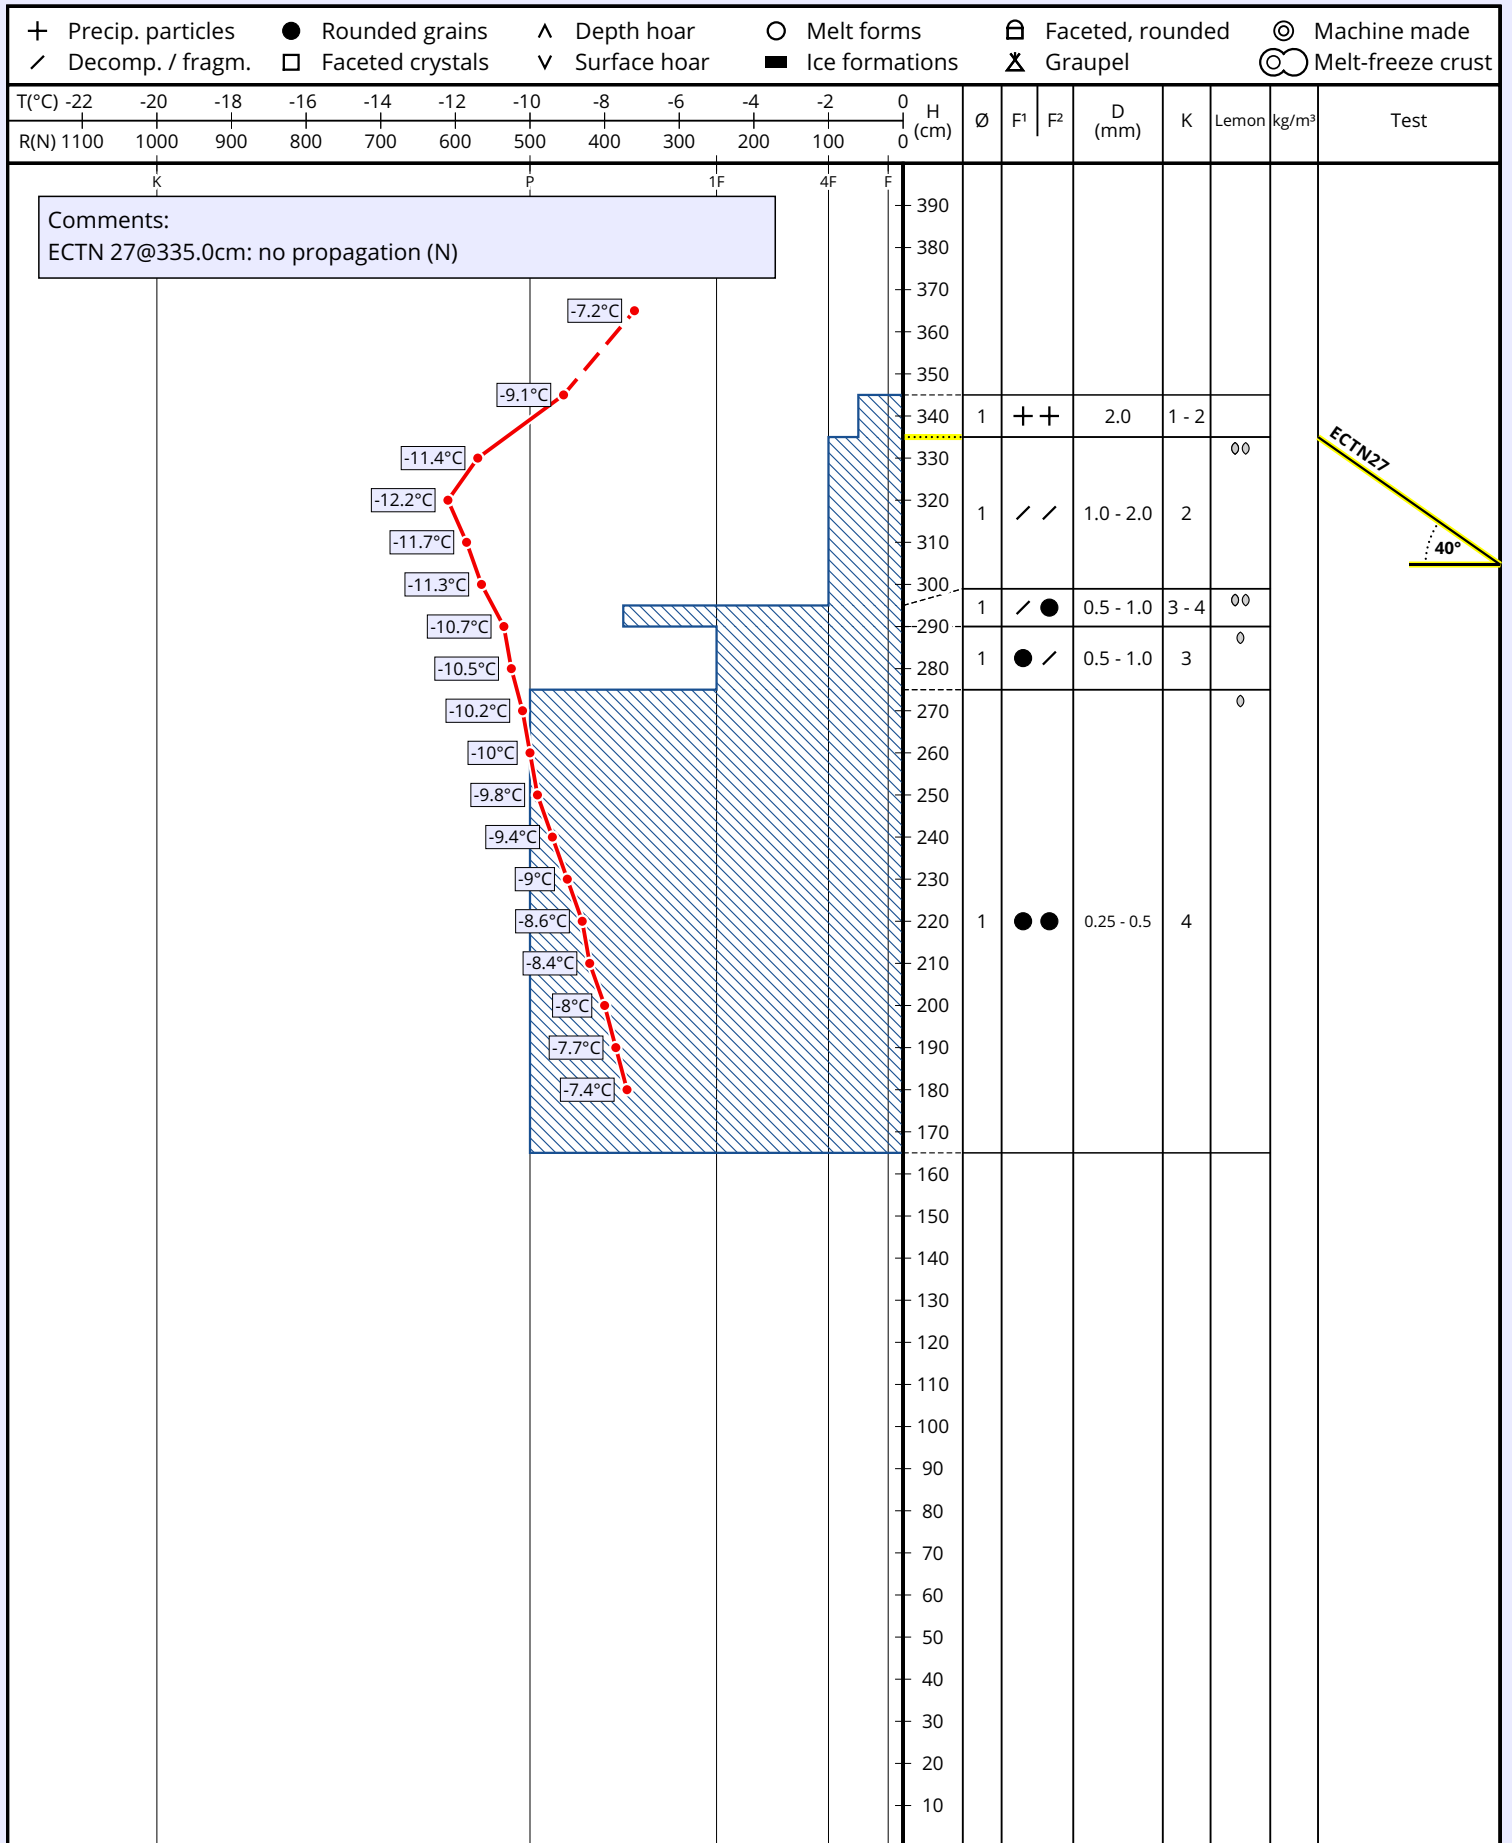 Precip. particles Rounded grains Depth hoar Melt forms Faceted, rounded Machine made
Decomp. / fragm. Faceted crystals Surface hoar Ice formations Graupel Melt-freeze crust
T(°C) -22 -20 -18 -16 -14 -12 -10 -8 -6 -4 -2 0
R(N) 1100 1000 900 800 700 600 500 400 300 200 100 0
H (cm) Ø F¹ F² D (mm) K Lemon kg/m³ Test
K P 1F 4F F
Comments:
ECTN 27@335.0cm: no propagation (N)
390
380
370
-7.2°C
360
350
-9.1°C
340 1 2.0 1 - 2
ECTN27
-11.4°C 330
-12.2°C 320
1 1.0 - 2.0 2
-11.7°C 310
40°
-11.3°C 300
1 0.5 - 1.0 3 - 4
-10.7°C 290
1 0.5 - 1.0 3
-10.5°C 280
-10.2°C 270
-10°C 260
-9.8°C 250
-9.4°C 240
-9°C 230
-8.6°C 220 1 0.25 - 0.5 4
-8.4°C 210
-8°C 200
-7.7°C 190
-7.4°C 180
170
160
150
140
130
120
110
100
90
80
70
60
50
40
30
20
10